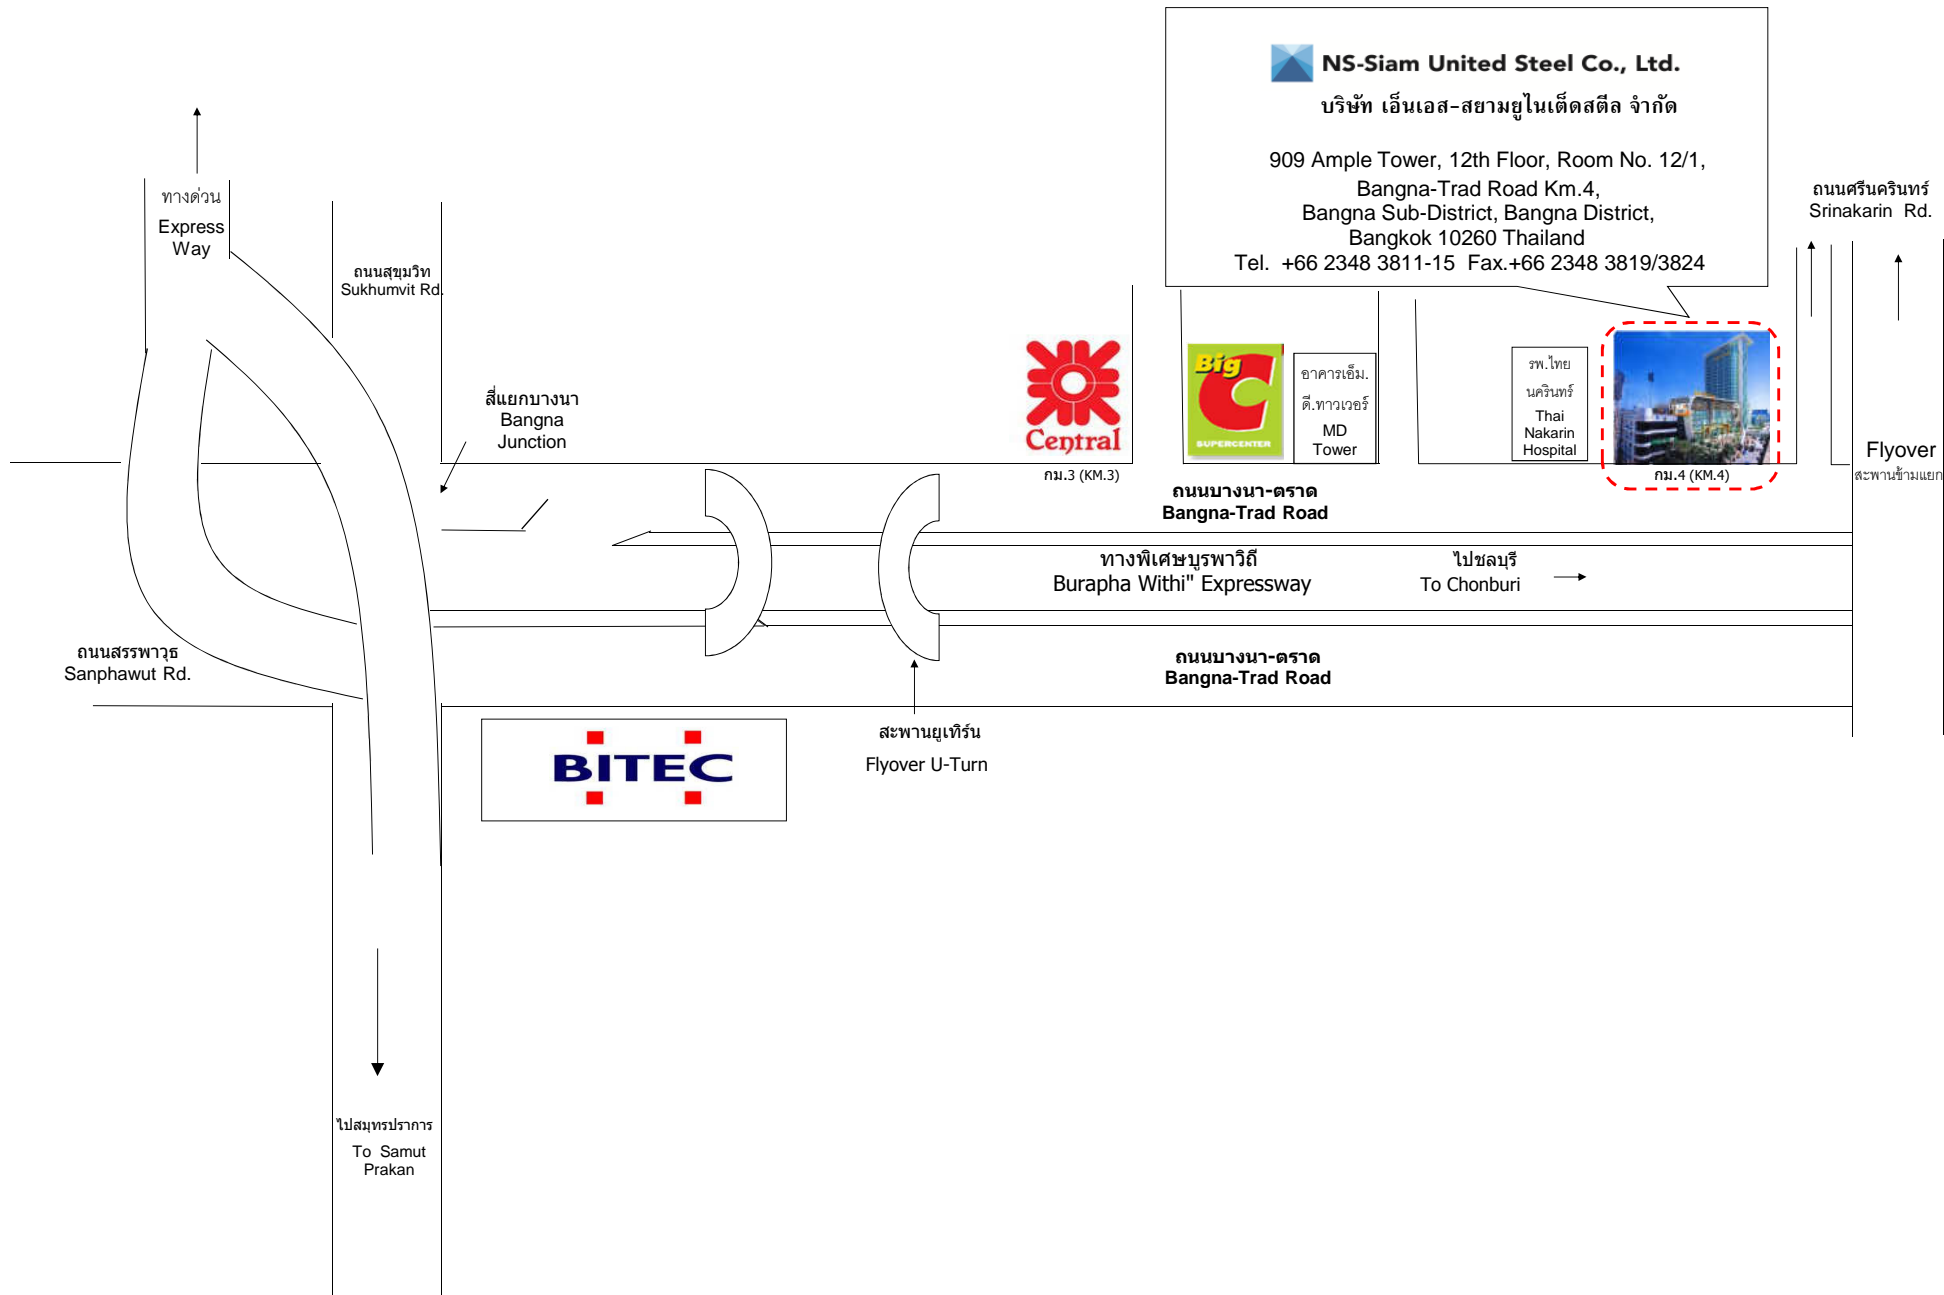 NS-Siam United Steel Co., Ltd.
บริษัท เอ็นเอส-สยามยูไนเต็ดสตีล จำกัด
909 Ample Tower, 12th Floor, Room No. 12/1,
Bangna-Trad Road Km.4,
Bangna Sub-District, Bangna District,
Bangkok 10260 Thailand
Tel. +66 2348 3811-15 Fax.+66 2348 3819/3824
ทางด่วน
Express
Way
ถนนสุขุมวิท
Sukhumvit Rd.
ถนนศรีนครินทร์
Srinakarin Rd.
สี่แยกบางนา
Bangna
Junction
Central
กม.3 (KM.3)
Big
C
SUPERCENTER
อาคารเอ็ม.
ดี.ทาวเวอร์
MD
Tower
รพ.ไทย
นครินทร์
Thai
Nakarin
Hospital
กม.4 (KM.4)
Flyover
สะพานข้ามแยก
ถนนบางนา-ตราด
Bangna-Trad Road
ทางพิเศษบูรพาวิถี
Burapha Withi" Expressway
ไปชลบุรี
To Chonburi
ถนนสรรพาวุธ
Sanphawut Rd.
ถนนบางนา-ตราด
Bangna-Trad Road
BITEC
สะพานยูเทิร์น
Flyover U-Turn
ไปสมุทรปราการ
To Samut
Prakan